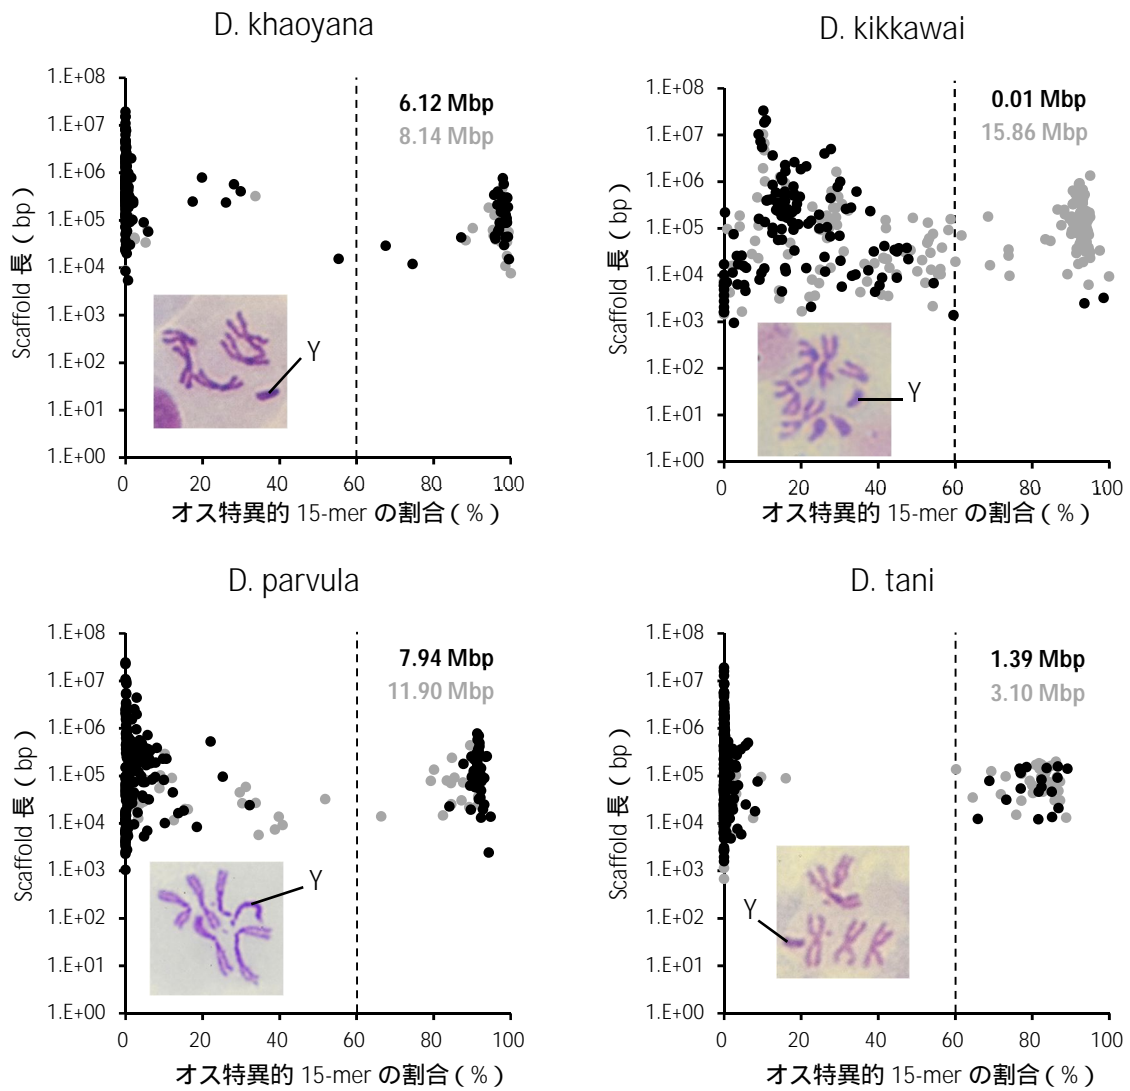 D. khaoyana
1.E+08
1.E+07
1.E+06
1.E+05
1.E+04
1.E+03
1.E+02
1.E+01
1.E+00
Scaffold 長 ( bp )
6.12 Mbp
8.14 Mbp
Y
0 20 40 60 80 100
オス特異的 15-mer の割合 ( % )
D. kikkawai
1.E+08
1.E+07
1.E+06
1.E+05
1.E+04
1.E+03
1.E+02
1.E+01
1.E+00
Scaffold 長 ( bp )
0.01 Mbp
15.86 Mbp
Y
0 20 40 60 80 100
オス特異的 15-mer の割合 ( % )
D. parvula
1.E+08
1.E+07
1.E+06
1.E+05
1.E+04
1.E+03
1.E+02
1.E+01
1.E+00
Scaffold 長 ( bp )
7.94 Mbp
11.90 Mbp
Y
0 20 40 60 80 100
オス特異的 15-mer の割合 ( % )
D. tani
1.E+08
1.E+07
1.E+06
1.E+05
1.E+04
1.E+03
1.E+02
1.E+01
1.E+00
Scaffold 長 ( bp )
1.39 Mbp
3.10 Mbp
Y
0 20 40 60 80 100
オス特異的 15-mer の割合 ( % )